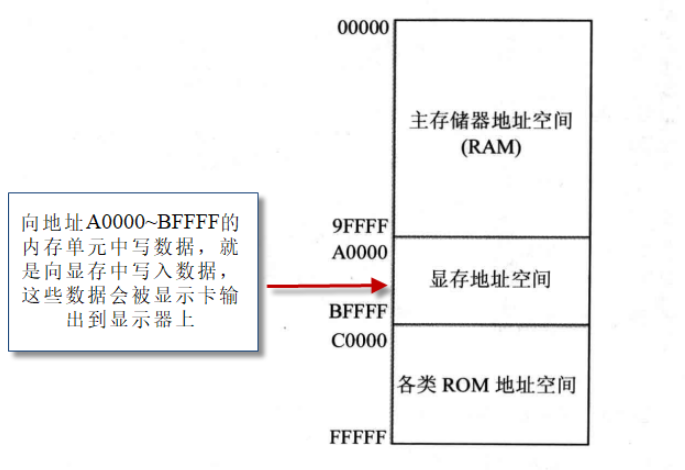 00000
主存储器地址空间
(RAM)
9FFFF
向地址A0000~BFFFF的
内存单元中写数据，就
是向显存中写入数据，
这些数据会被显示卡输
出到显示器上
A0000
显存地址空间
BFFFF
C0000
各类 ROM 地址空间
FFFFF